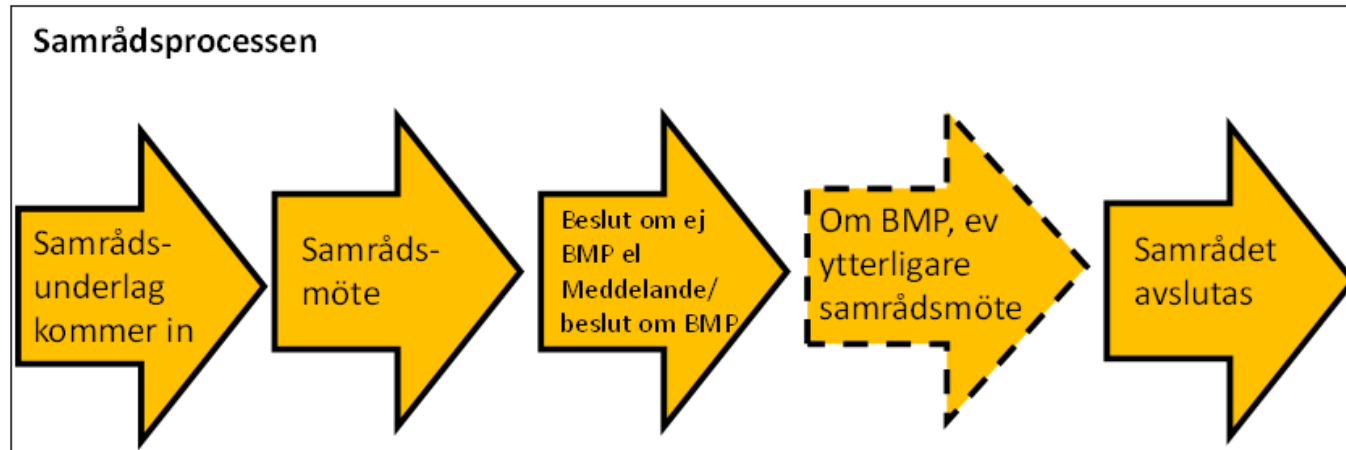 Samrådsprocessen
Samråds-
underlag
kommer in
Samråds-
möte
Beslut om ej
BMP el
Meddelande/
beslut om BMP
Om BMP, ev
ytterligare
samrådsmöte
Samrådet
avslutas